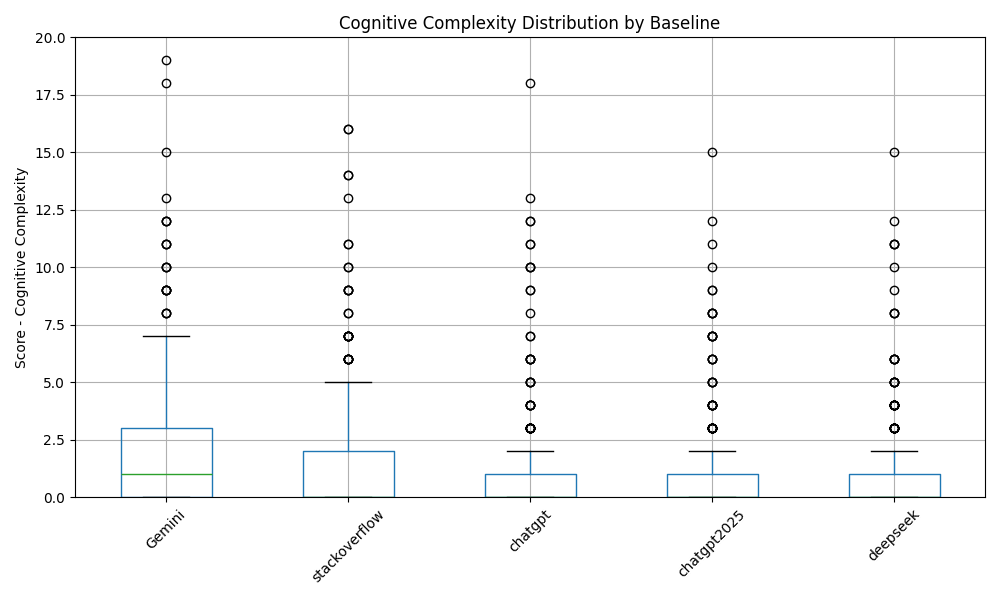 Cognitive Complexity Distribution by Baseline
Score - Cognitive Complexity
20.0
17.5
15.0
12.5
10.0
7.5
5.0
2.5
0.0
Gemini
stackoverflow
chatgpt
chatgpt2025
deepseek